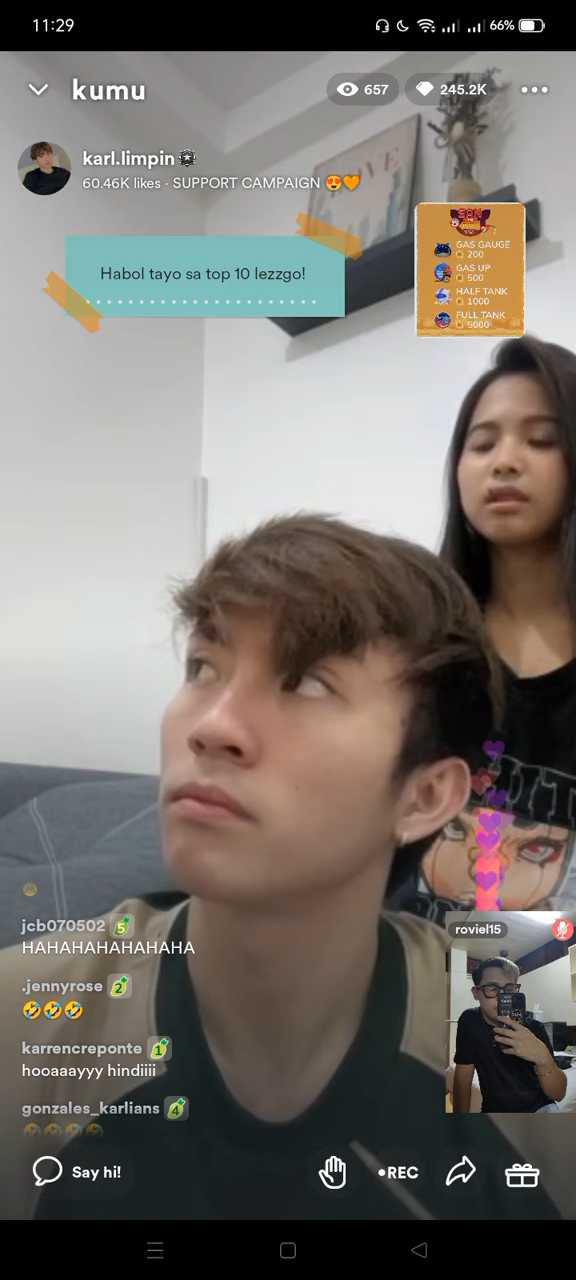 11:29
66%
kumu
657
245.2K
karl.limpin
60.46K likes · SUPPORT CAMPAIGN 😍🧡
LOVE
Habol tayo sa top 10 lezzgo!
GAS GAUGE
200
GAS UP
500
HALF TANK
1000
FULL TANK
5000
jcb070502 5
HAHAHAHAHAHAHA
.jennyrose 2
🤣🤣🤣
karrencreponte 1
hooaaayyy hindiiii
gonzales_karlians 4
🤣🤣🤣🤣
roviel15
Say hi!
•REC